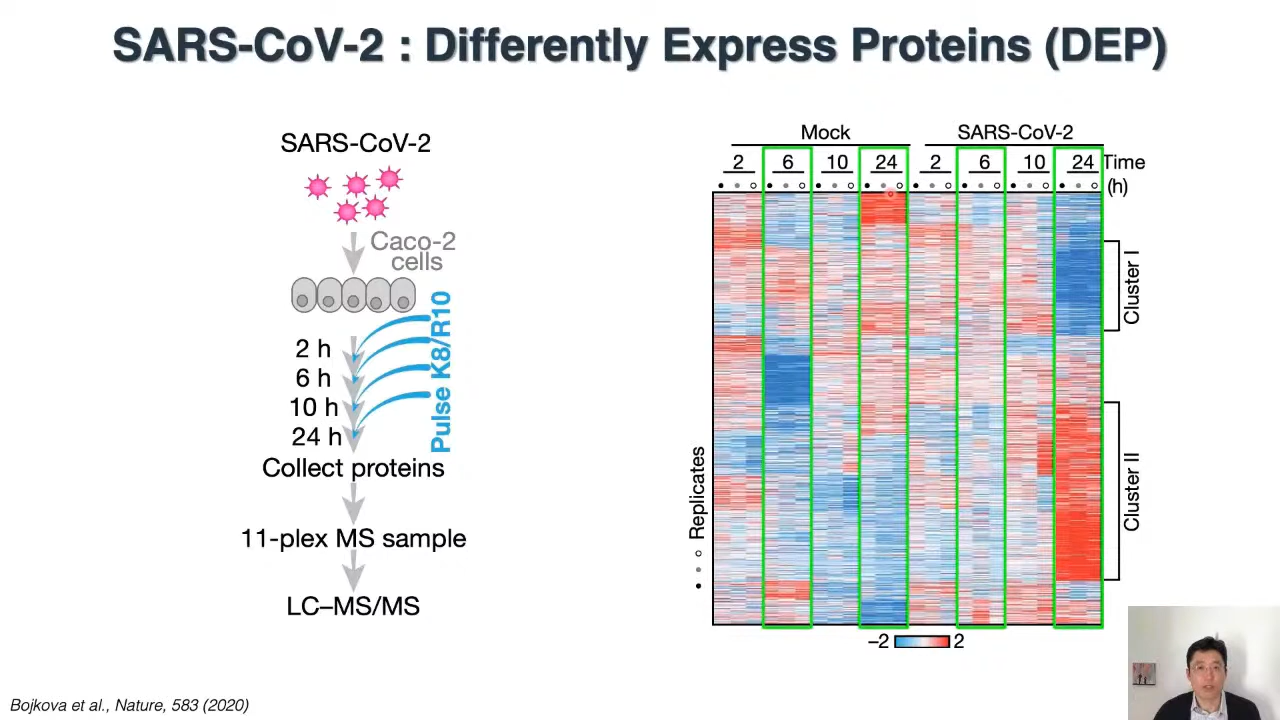 SARS-CoV-2 : Differently Express Proteins (DEP)
SARS-CoV-2
Caco-2
cells
Pulse K8/R10
2 h
6 h
10 h
24 h
Collect proteins
11-plex MS sample
LC–MS/MS
Mock
SARS-CoV-2
2
6
10
24
2
6
10
24
Time
(h)
Cluster I
Cluster II
Replicates
–2
2
Bojkova et al., Nature, 583 (2020)